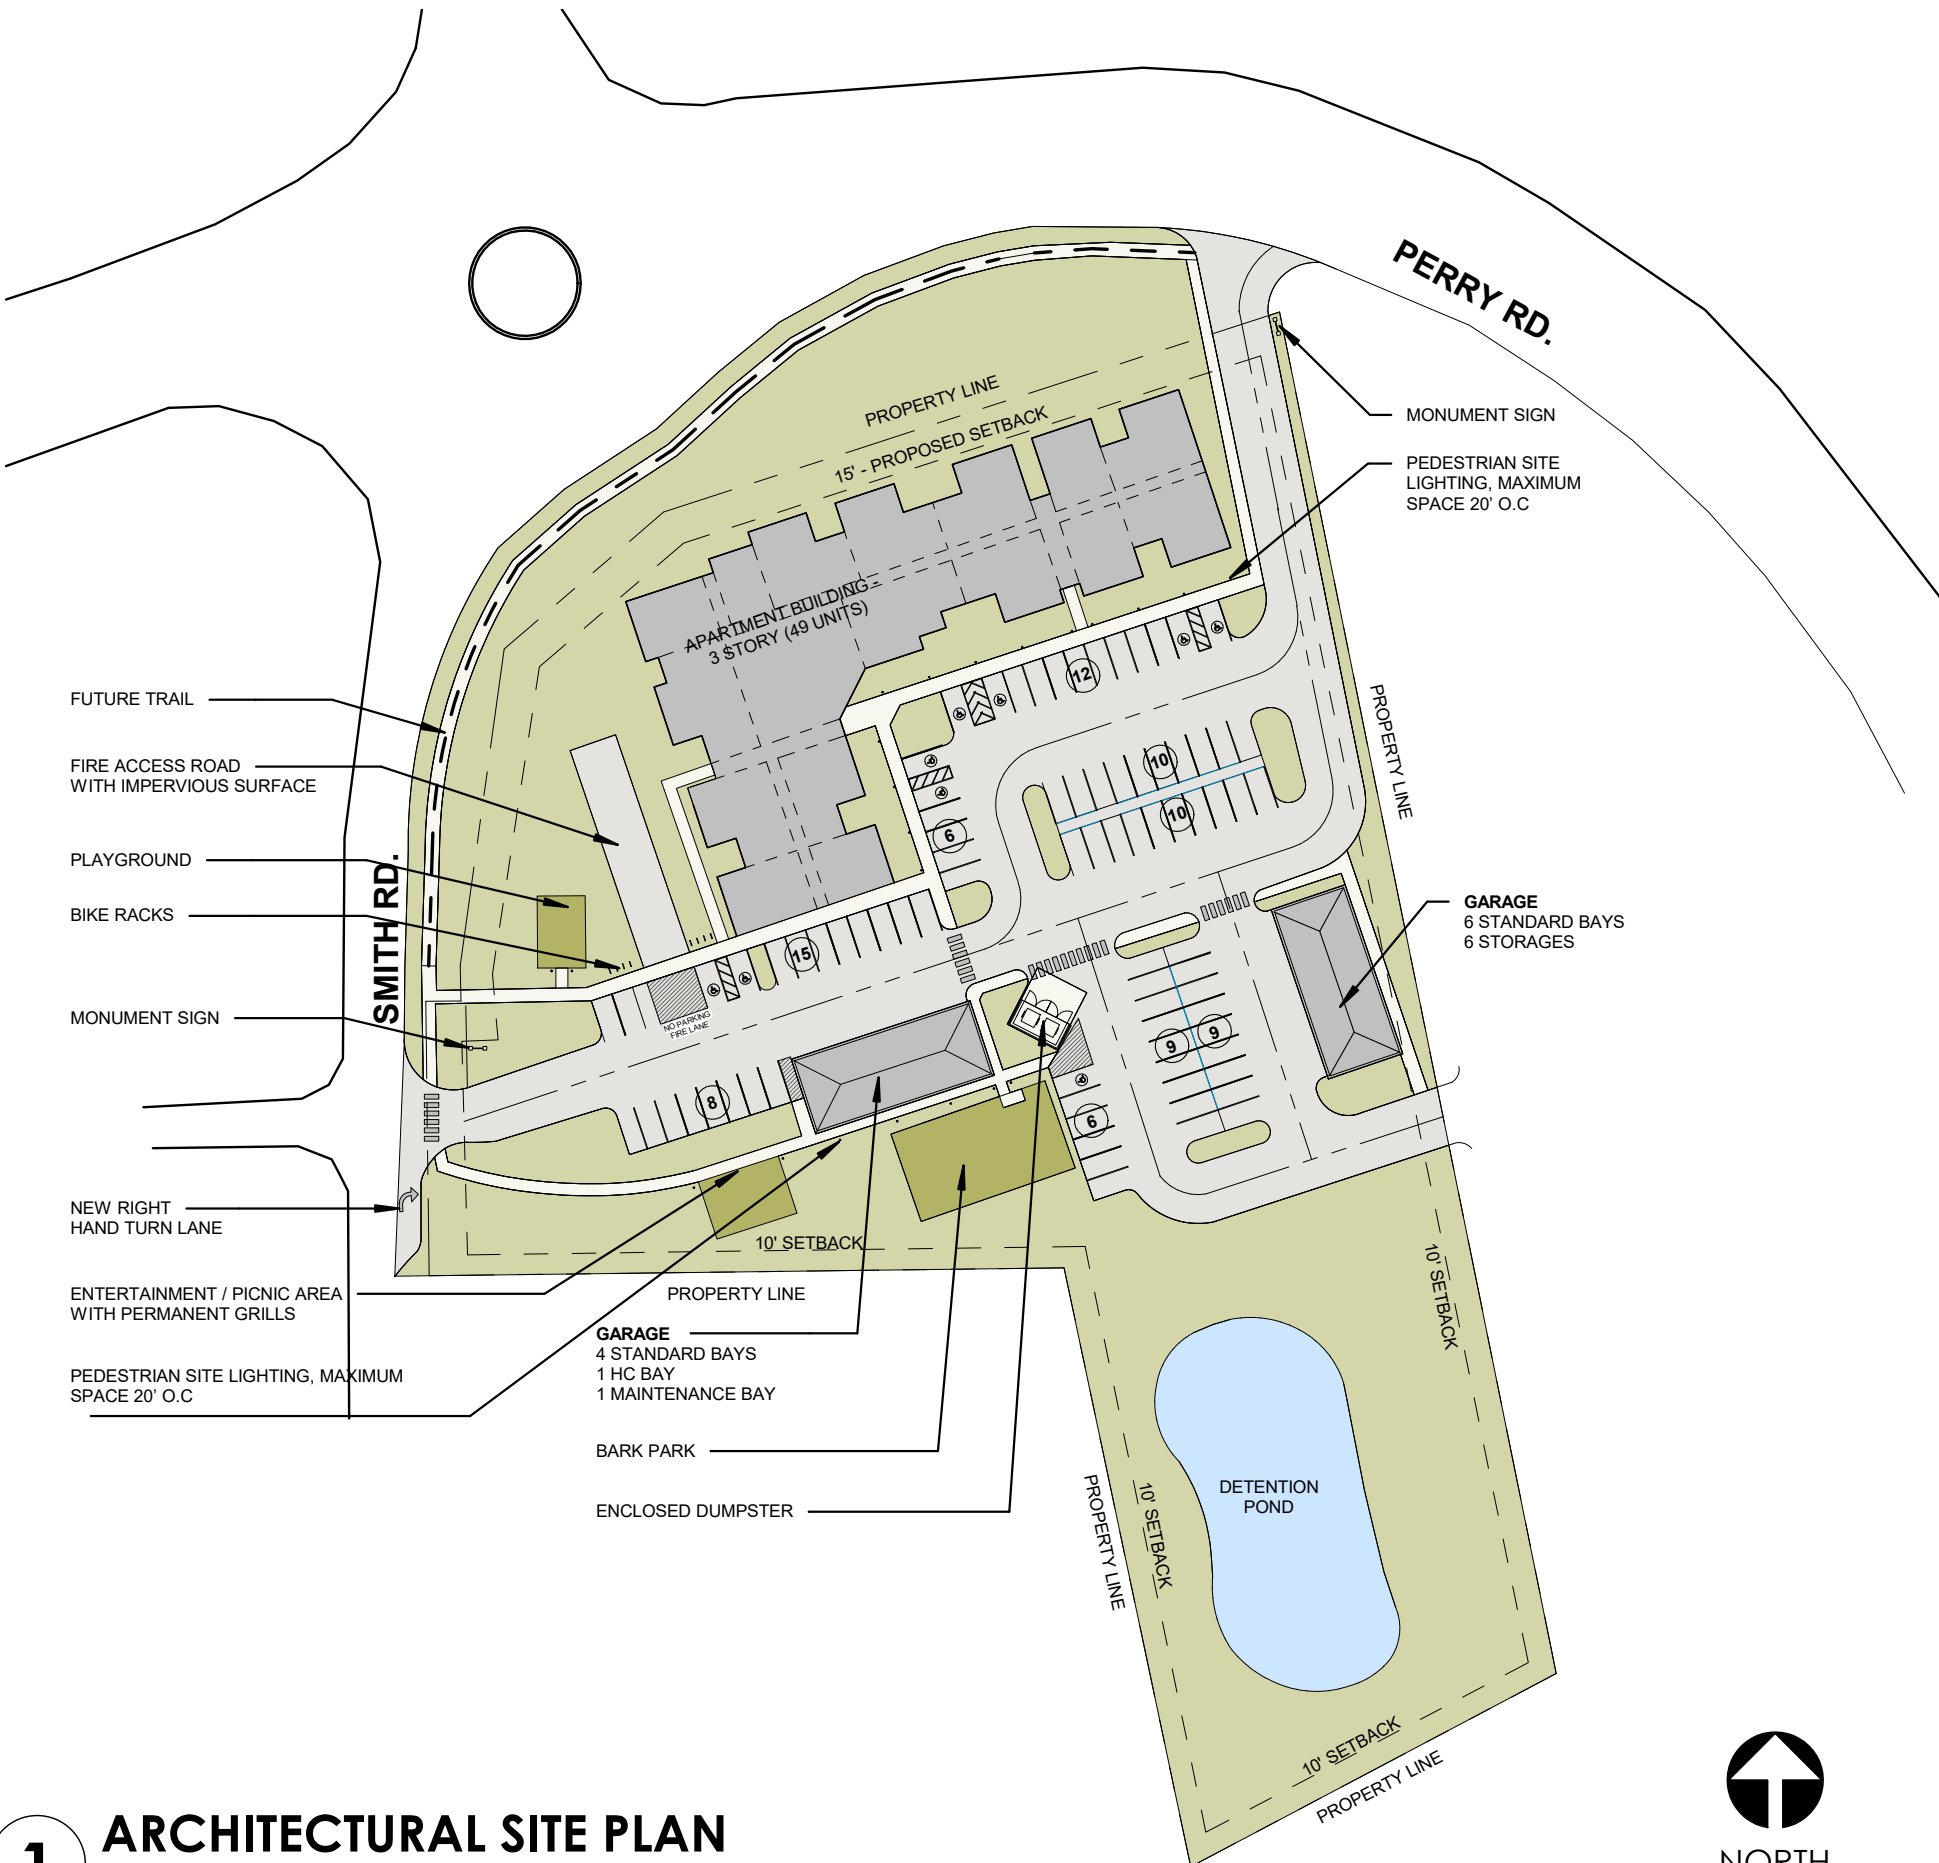 PERRY RD.
PROPERTY LINE
15' - PROPOSED SETBACK
MONUMENT SIGN
PEDESTRIAN SITE
LIGHTING, MAXIMUM
SPACE 20' O.C
APARTMENT BUILDING -
3 STORY (49 UNITS)
12
10
10
6
15
PROPERTY LINE
FUTURE TRAIL
FIRE ACCESS ROAD
WITH IMPERVIOUS SURFACE
PLAYGROUND
BIKE RACKS
SMITH RD.
MONUMENT SIGN
NO PARKING
FIRE LANE
GARAGE
6 STANDARD BAYS
6 STORAGES
9
9
8
6
NEW RIGHT
HAND TURN LANE
10' SETBACK
ENTERTAINMENT / PICNIC AREA
WITH PERMANENT GRILLS
PROPERTY LINE
GARAGE
4 STANDARD BAYS
1 HC BAY
1 MAINTENANCE BAY
PEDESTRIAN SITE LIGHTING, MAXIMUM
SPACE 20' O.C
BARK PARK
ENCLOSED DUMPSTER
10' SETBACK
PROPERTY LINE
10' SETBACK
DETENTION
POND
10' SETBACK
PROPERTY LINE
1
ARCHITECTURAL SITE PLAN
NORTH